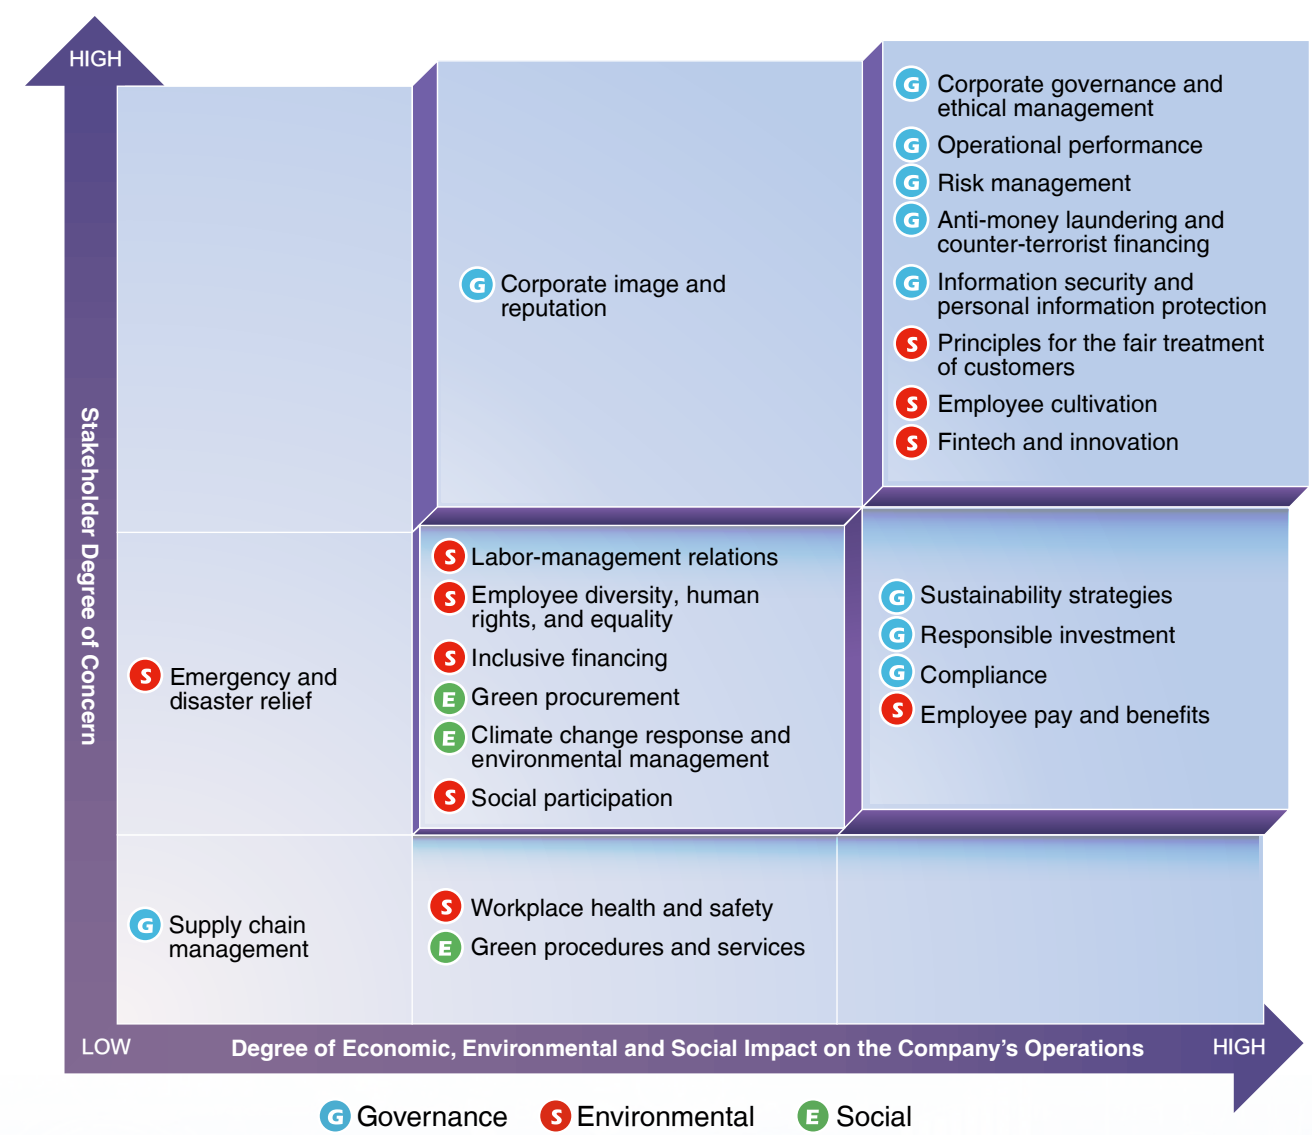 HIGH
Stakeholder Degree of Concern
G Corporate governance and
ethical management
G Operational performance
G Risk management
G Anti-money laundering and
counter-terrorist financing
G Information security and
personal information protection
S Principles for the fair treatment
of customers
S Employee cultivation
S Fintech and innovation
G Corporate image and
reputation
S Emergency and
disaster relief
S Labor-management relations
S Employee diversity, human
rights, and equality
S Inclusive financing
E Green procurement
E Climate change response and
environmental management
S Social participation
G Sustainability strategies
G Responsible investment
G Compliance
S Employee pay and benefits
G Supply chain
management
S Workplace health and safety
E Green procedures and services
LOW
Degree of Economic, Environmental and Social Impact on the Company's Operations
HIGH
G Governance S Environmental E Social